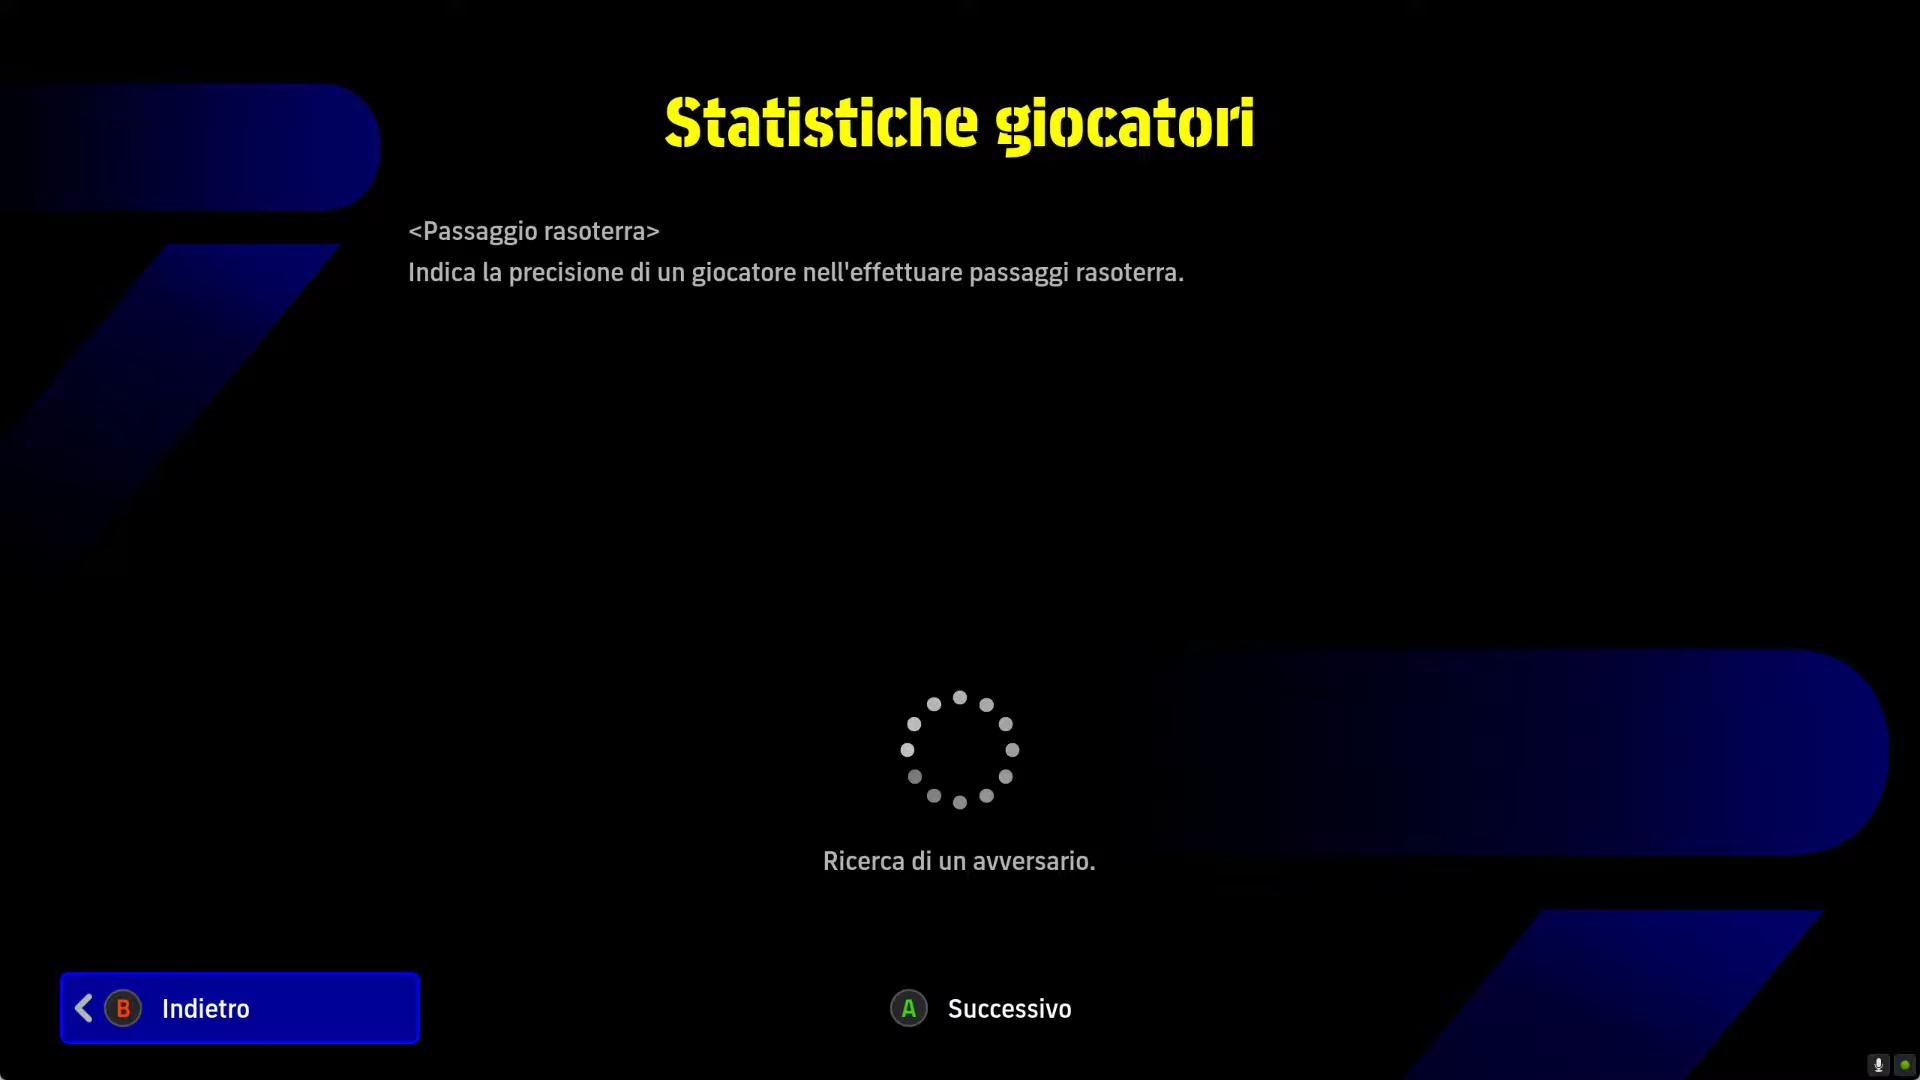 Statistiche giocatori
<Passaggio rasoterra>
Indica la precisione di un giocatore nell'effettuare passaggi rasoterra.
Ricerca di un avversario.
B Indietro
A Successivo